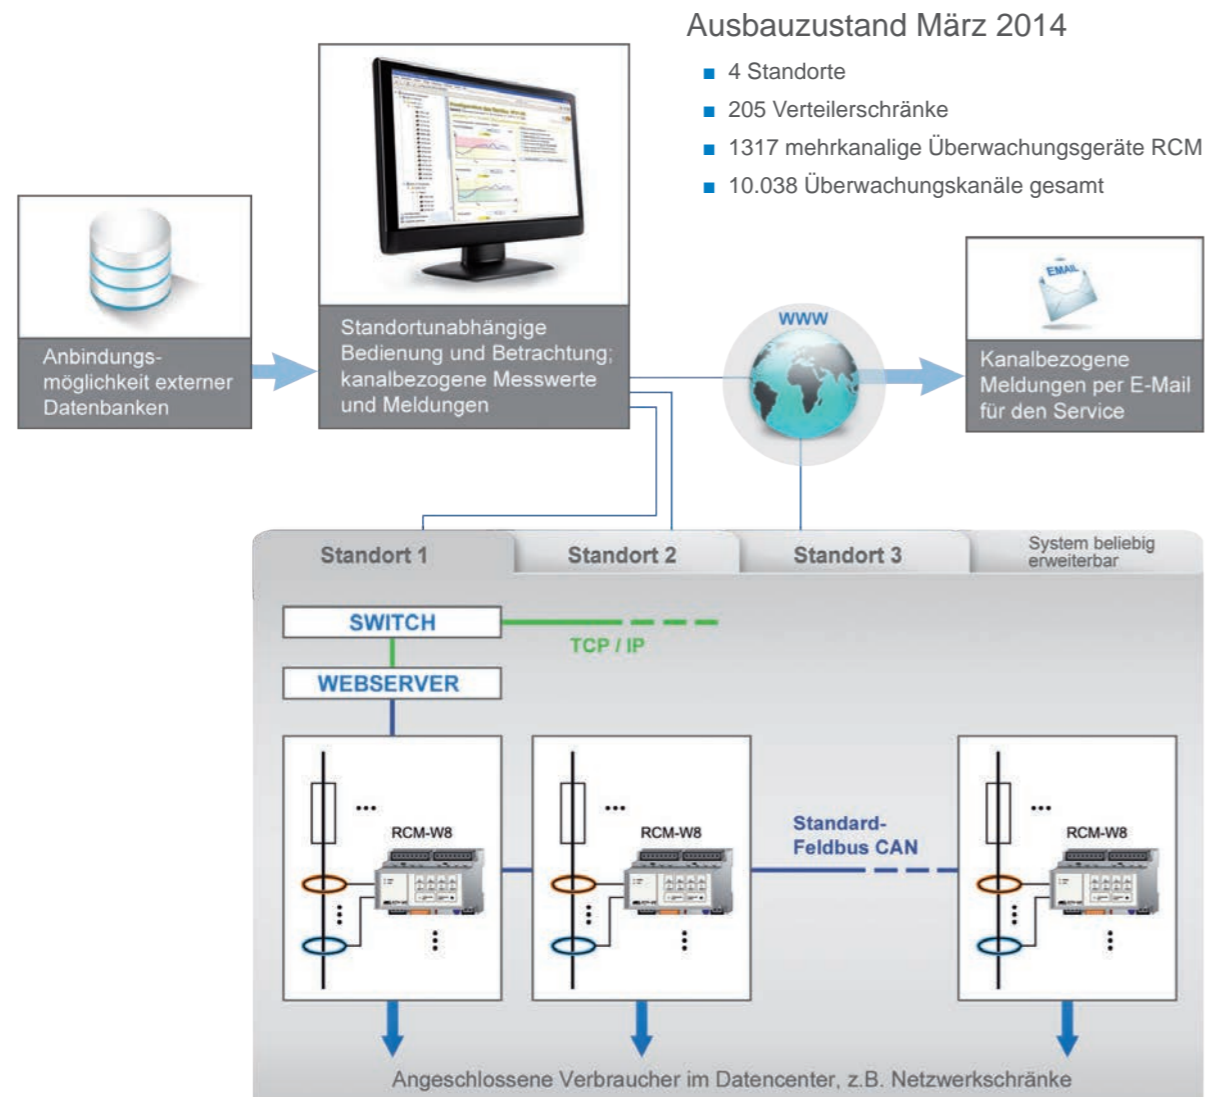 Ausbauzustand März 2014
4 Standorte
205 Verteilerschränke
1317 mehrkanalige Überwachungsgeräte RCM
10.038 Überwachungskanäle gesamt
Anbindungs-
möglichkeit externer
Datenbanken
Standortunabhängige
Bedienung und Betrachtung;
kanalbezogene Messwerte
und Meldungen
WWW
EMAIL
Kanalbezogene
Meldungen per E-Mail
für den Service
Standort 1
Standort 2
Standort 3
System beliebig
erweiterbar
SWITCH
TCP / IP
WEBSERVER
RCM-W8
RCM-W8
Standard-
Feldbus CAN
RCM-W8
Angeschlossene Verbraucher im Datencenter, z.B. Netzwerkschränke